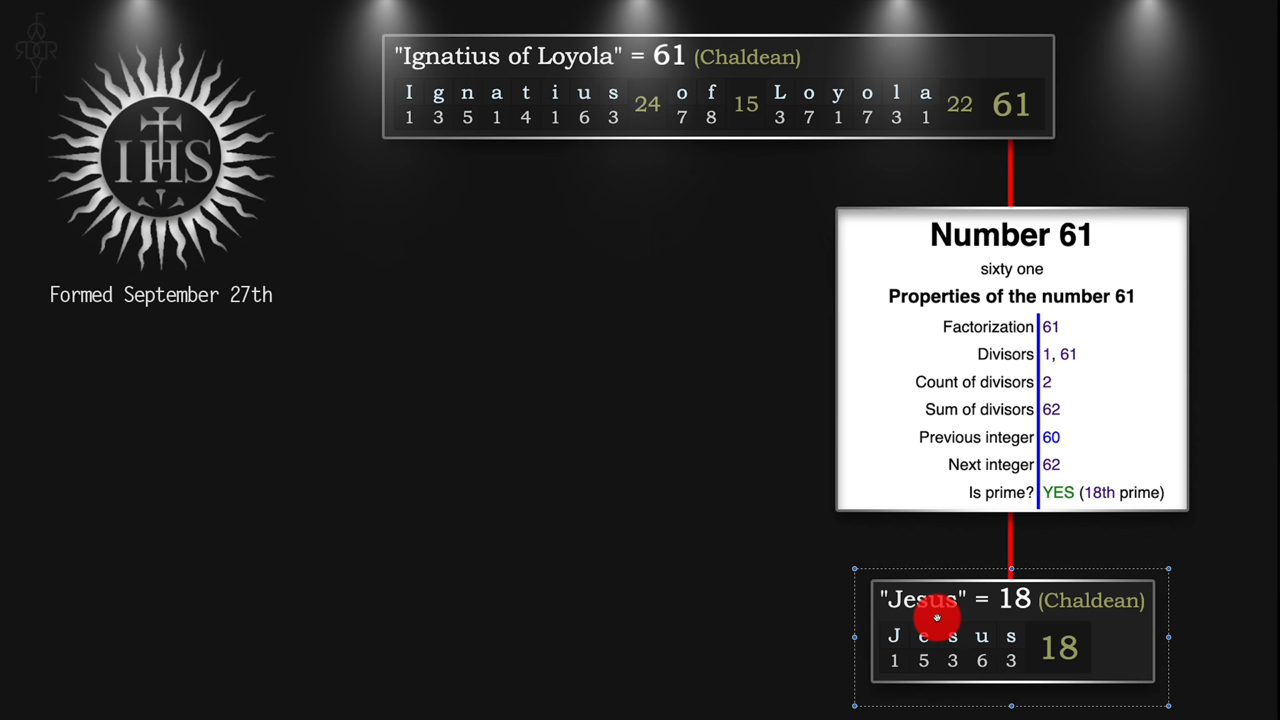 "Ignatius of Loyola" = 61 (Chaldean)
I g n a t i u s 24 o f 15 L o y o l a 22 61
1 3 5 1 4 1 6 3 7 8 3 7 1 7 3 1
IHS
Formed September 27th
Number 61
sixty one
Properties of the number 61
Factorization 61
Divisors 1, 61
Count of divisors 2
Sum of divisors 62
Previous integer 60
Next integer 62
Is prime? YES (18th prime)
"Jesus" = 18 (Chaldean)
J e s u s 18
1 5 3 6 3